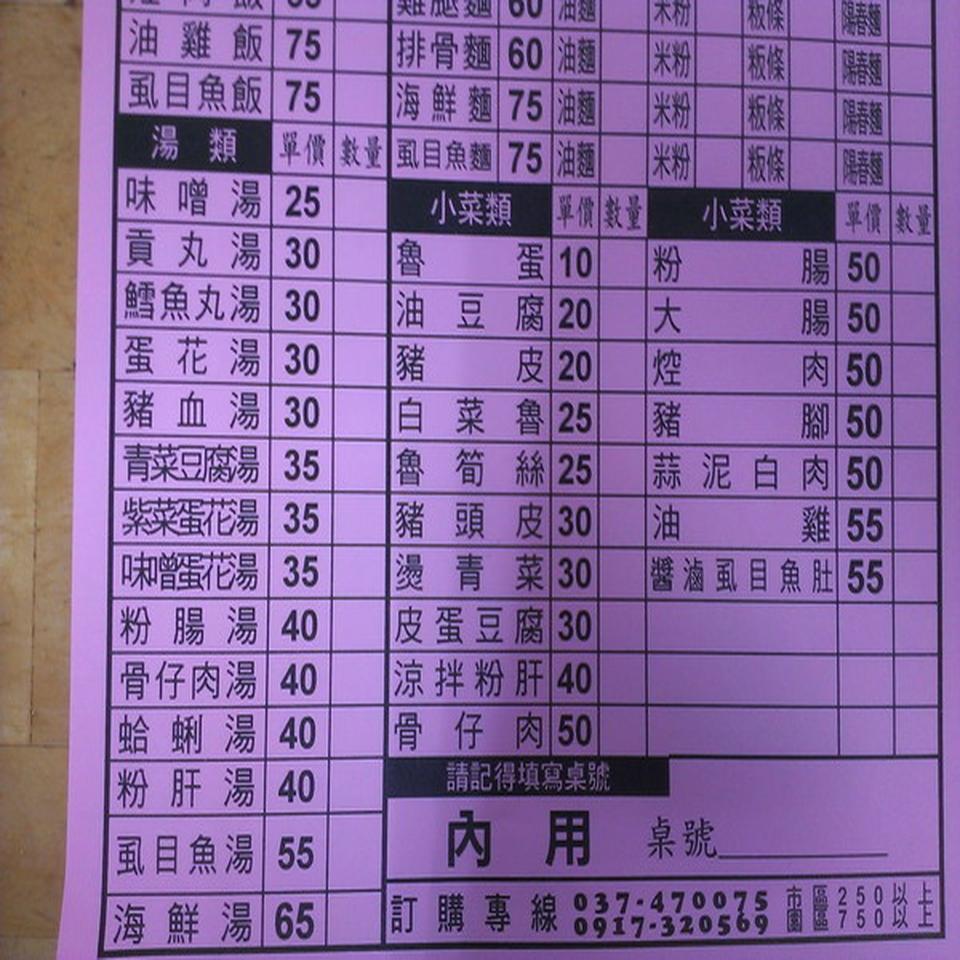 油雞飯 75
虱目魚飯 75
湯類 單價 數量
味噌湯 25
貢丸湯 30
鱈魚丸湯 30
蛋花湯 30
豬血湯 30
青菜豆腐湯 35
紫菜蛋花湯 35
味噌蛋花湯 35
粉腸湯 40
骨仔肉湯 40
蛤蜊湯 40
粉肝湯 40
虱目魚湯 55
海鮮湯 65
雞腿麵 60 油麵 米粉 粄條 陽春麵
排骨麵 60 油麵 米粉 粄條 陽春麵
海鮮麵 75 油麵 米粉 粄條 陽春麵
虱目魚麵 75 油麵 米粉 粄條 陽春麵
小菜類 單價 數量
魯蛋 10
油豆腐 20
豬皮 20
白菜魯 25
魯筍絲 25
豬頭皮 30
燙青菜 30
皮蛋豆腐 30
涼拌粉肝 40
骨仔肉 50
小菜類 單價 數量
粉腸 50
大腸 50
焢肉 50
豬腳 50
蒜泥白肉 50
油雞 55
醬滷虱目魚肚 55
請記得填寫桌號
內用 桌號
訂購專線 037-470075
0917-320569
市區250以上
園區750以上